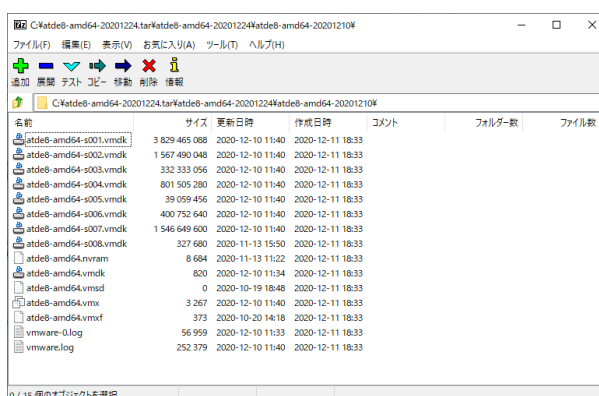 C:¥atde8-amd64-20201224.tar¥atde8-amd64-20201224¥atde8-amd64-20201210¥
ファイル(F) 編集(E) 表示(V) お気に入り(A) ツール(T) ヘルプ(H)
追加 展開 テスト コピー 移動 削除 情報
C:¥atde8-amd64-20201224.tar¥atde8-amd64-20201224¥atde8-amd64-20201210¥
名前 サイズ 更新日時 作成日時 コメント フォルダー数 ファイル数
atde8-amd64-s001.vmdk 3 829 465 088 2020-12-10 11:40 2020-12-11 18:33
atde8-amd64-s002.vmdk 1 567 490 048 2020-12-10 11:40 2020-12-11 18:33
atde8-amd64-s003.vmdk 332 333 056 2020-12-10 11:40 2020-12-11 18:33
atde8-amd64-s004.vmdk 801 505 280 2020-12-10 11:40 2020-12-11 18:33
atde8-amd64-s005.vmdk 39 059 456 2020-12-10 11:40 2020-12-11 18:33
atde8-amd64-s006.vmdk 400 752 640 2020-12-10 11:40 2020-12-11 18:33
atde8-amd64-s007.vmdk 1 546 649 600 2020-12-10 11:40 2020-12-11 18:33
atde8-amd64-s008.vmdk 327 680 2020-11-13 15:50 2020-12-11 18:33
atde8-amd64.nvram 8 684 2020-11-13 11:22 2020-12-11 18:33
atde8-amd64.vmdk 820 2020-12-10 11:34 2020-12-11 18:33
atde8-amd64.vmsd 0 2020-10-19 18:48 2020-12-11 18:33
atde8-amd64.vmx 3 267 2020-12-10 11:40 2020-12-11 18:33
atde8-amd64.vmxf 373 2020-10-20 14:18 2020-12-11 18:33
vmware-0.log 56 959 2020-12-10 11:33 2020-12-11 18:33
vmware.log 252 379 2020-12-10 11:40 2020-12-11 18:33
0 / 15 個のオブジェクトを選択